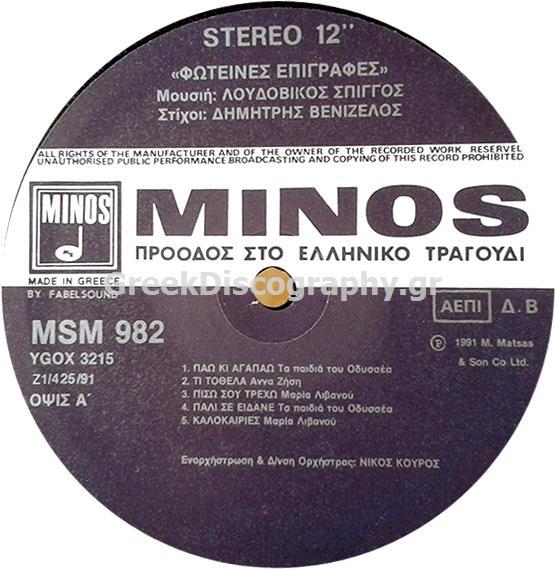 STEREO 12"
«ΦΩΤΕΙΝΕΣ ΕΠΙΓΡΑΦΕΣ»
Μουσιή: ΛΟΥΔΟΒΙΚΟΣ ΣΠΙΓΓΟΣ
Στίχοι: ΔΗΜΗΤΡΗΣ ΒΕΝΙΖΕΛΟΣ
ALL RIGHTS OF THE MANUFACTURER AND OF THE OWNER OF THE RECORDED WORK RESERVEL
UNAUTHORISED PUBLIC PERFORMANCE.BROADCASTING AND COPYING OF THIS RECORD PROHIBITED
MINOS
MINOS
ΠΡΟΟΔΟΣ ΣΤΟ ΕΛΛΗΝΙΚΟ ΤΡΑΓΟΥΔΙ
GreekDiscography.gr
MADE IN GREECE
BY FABELSOUND
MSM 982
YGOX 3215
Z1/425/91
ΟΨΙΣ Α΄
ΑΕΠΙ Δ.Β
℗ 1991 M. Matsas
& Son Co Ltd.
1. ΠΑΩ ΚΙ ΑΓΑΠΑΩ Τα παιδιά του Οδυσσέα
2. ΤΙ ΤΟΘΕΛΑ Αννα Ζήση
3. ΠΙΣΩ ΣΟΥ ΤΡΕΧΩ Μαρία Λιβανού
4. ΠΑΛΙ ΣΕ ΕΙΔΑΝΕ Τα παιδιά του Οδυσσέα
5. ΚΑΛΟΚΑΙΡΙΕΣ Μαρία Λιβανού
Ενορχήστρωση & Δ/νση Ορχήστρας: ΝΙΚΟΣ ΚΟΥΡΟΣ